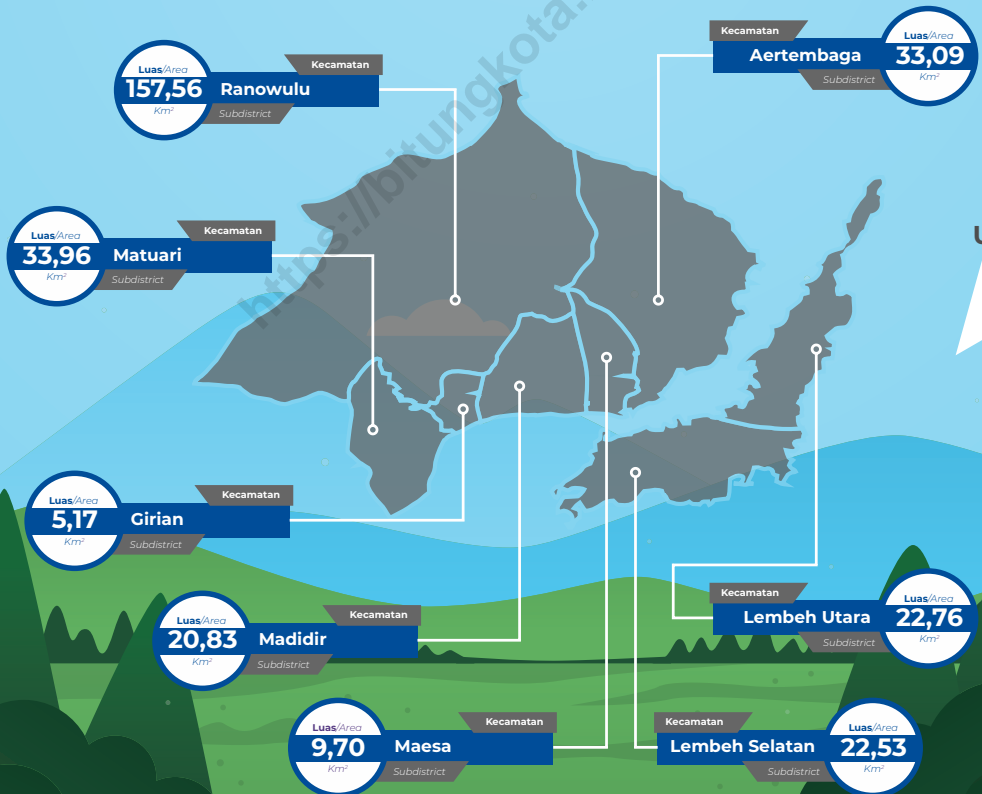 Kecamatan
Luas/Area
157,56
Km²
Ranowulu
Subdistrict
Kecamatan
Aertembaga
Subdistrict
Luas/Area
33,09
Km²
Kecamatan
Luas/Area
33,96
Km²
Matuari
Subdistrict
https://bitungkota.
Kecamatan
Luas/Area
5,17
Km²
Girian
Subdistrict
Kecamatan
Luas/Area
20,83
Km²
Madidir
Subdistrict
Kecamatan
Lembeh Utara
Subdistrict
Luas/Area
22,76
Km²
Kecamatan
Luas/Area
9,70
Km²
Maesa
Subdistrict
Kecamatan
Lembeh Selatan
Subdistrict
Luas/Area
22,53
Km²